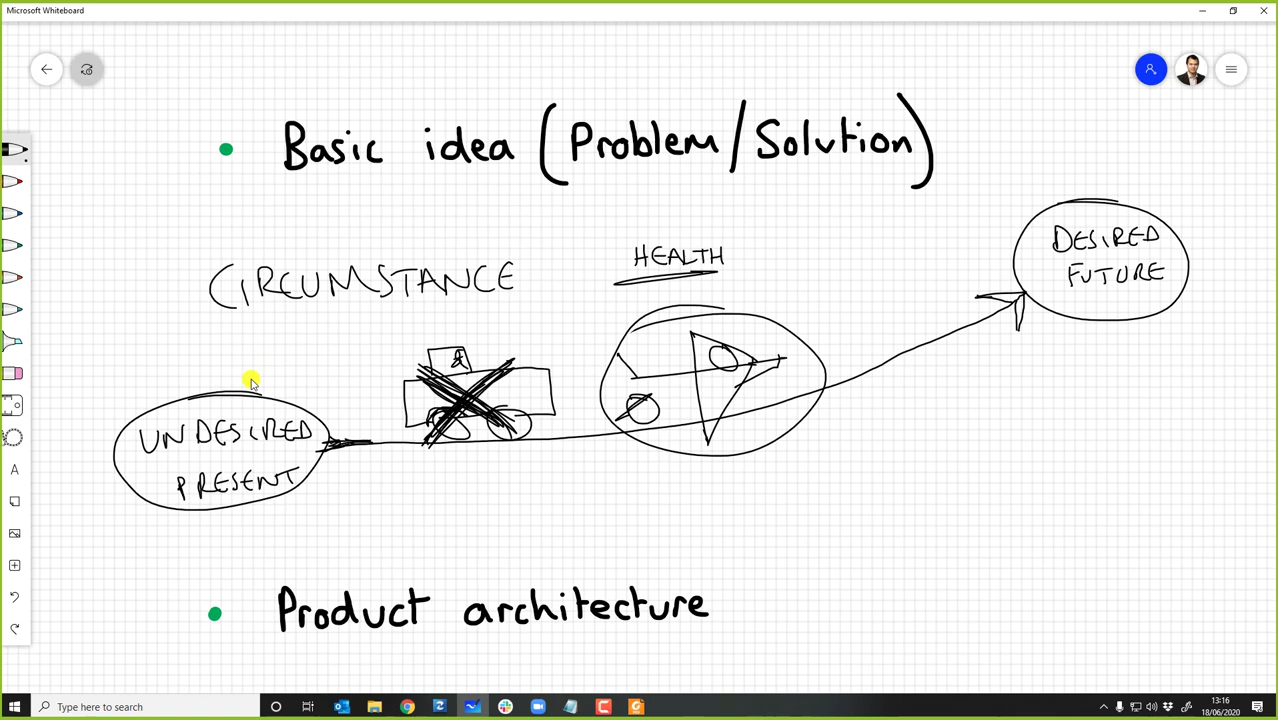 Microsoft Whiteboard
• Basic idea (Problem/Solution)
HEALTH
CIRCUMSTANCE
DESIRED
FUTURE
UNDESIRED
PRESENT
• Product architecture
A
Type here to search
13:16
18/06/2020